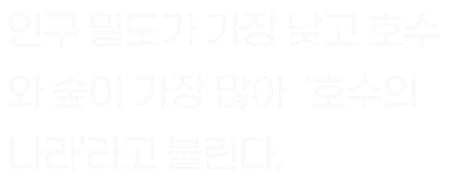 인구 밀도가 가장 낮고 호수
와 숲이 가장 많아 '호수의
나라'라고 불린다.